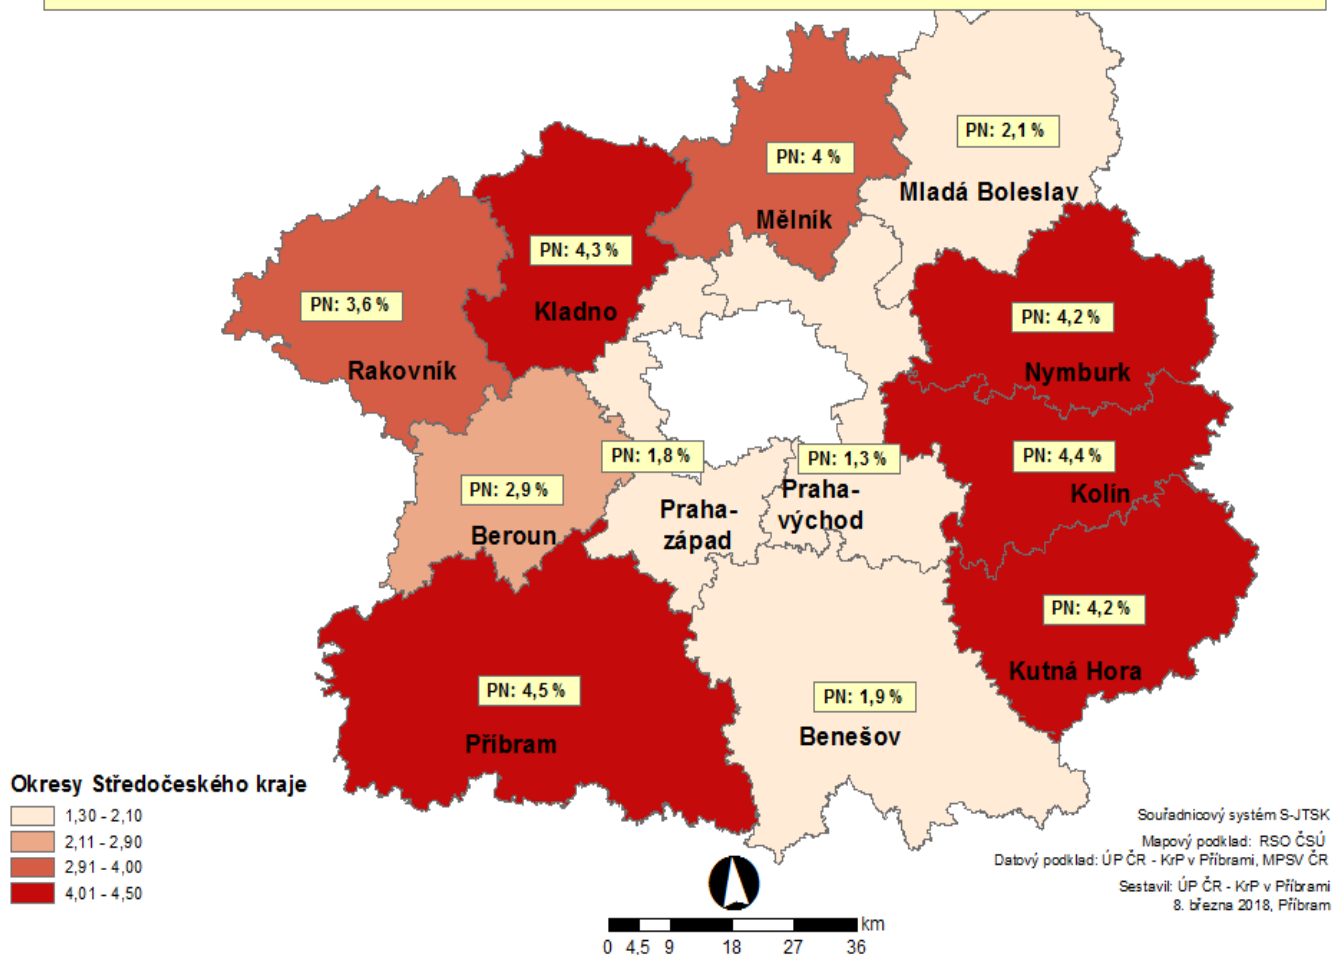 PN: 2,1 %
Mladá Boleslav
PN: 4 %
Mělník
PN: 4,3 %
Kladno
PN: 3,6 %
Rakovník
PN: 4,2 %
Nymburk
PN: 1,8 %
Praha-
západ
PN: 1,3 %
Praha-
východ
PN: 4,4 %
Kolín
PN: 2,9 %
Beroun
PN: 4,2 %
Kutná Hora
PN: 4,5 %
Příbram
PN: 1,9 %
Benešov
Okresy Středočeského kraje
1,30 - 2,10
2,11 - 2,90
2,91 - 4,00
4,01 - 4,50
Souřadnicový systém S-JTSK
Mapový podklad: RSO ČSÚ
Datový podklad: ÚP ČR - KrP v Příbrami, MPSV ČR
Sestavil: ÚP ČR - KrP v Příbrami
8. března 2018, Příbram
km
0 4,5 9 18 27 36